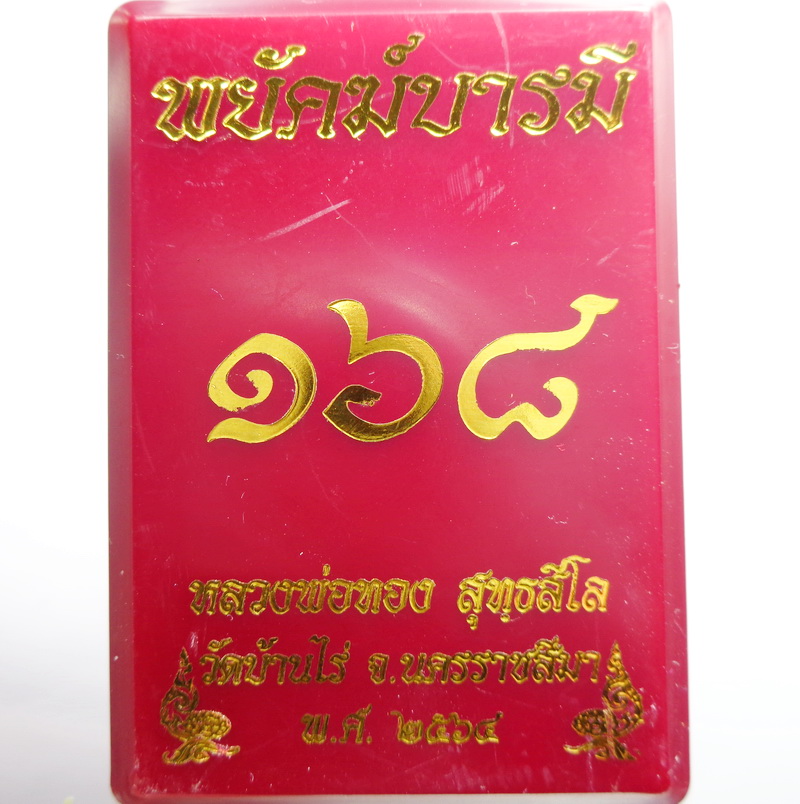 พยัคฆ์บารมี
๑๖๘
หลวงพ่อทอง สุทฺธสีโล
วัดบ้านไร่ จ.นครราชสีมา
พ.ศ. ๒๕๖๔